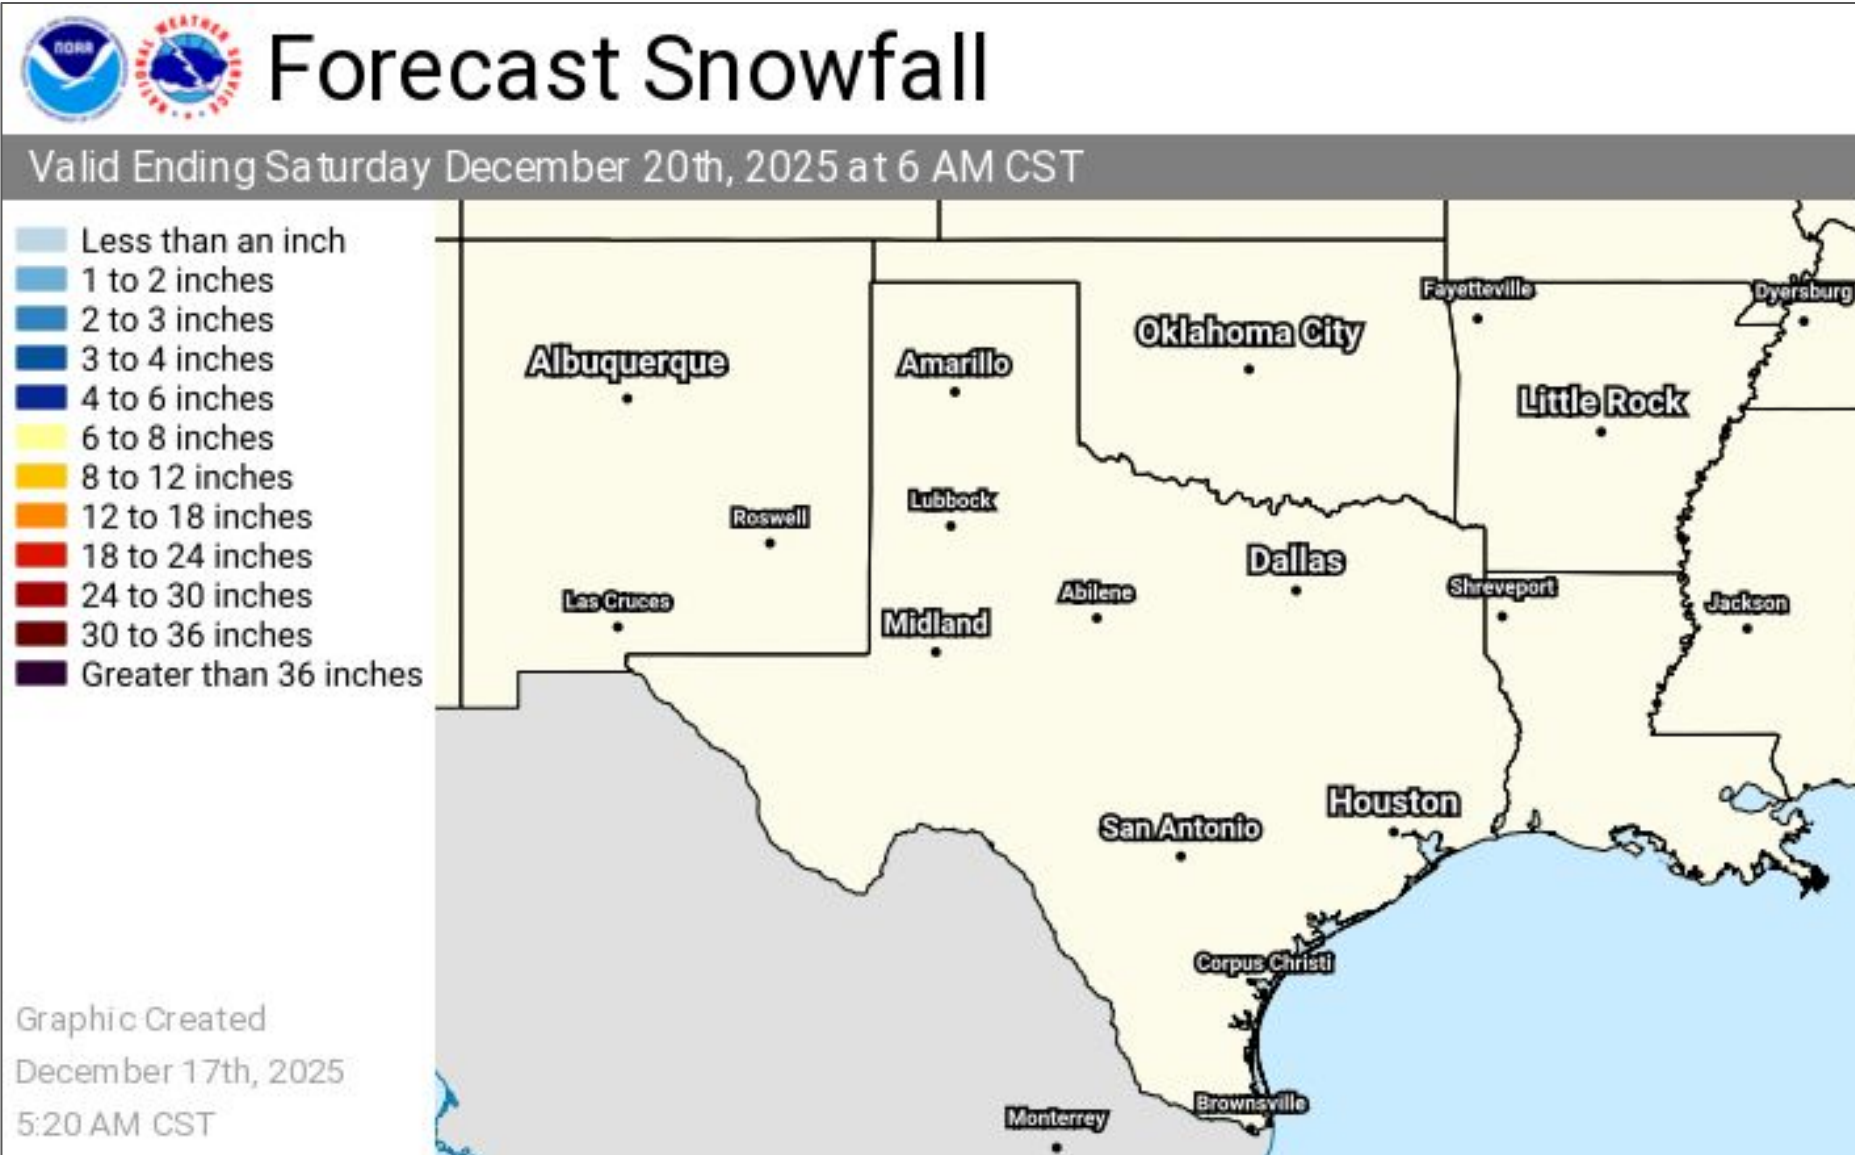 NOAA
NATIONAL WEATHER SERVICE
Forecast Snowfall
Valid Ending Saturday December 20th, 2025 at 6 AM CST
Less than an inch
1 to 2 inches
2 to 3 inches
3 to 4 inches
4 to 6 inches
6 to 8 inches
8 to 12 inches
12 to 18 inches
18 to 24 inches
24 to 30 inches
30 to 36 inches
Greater than 36 inches
Graphic Created
December 17th, 2025
5:20 AM CST
Fayetteville
Dyersburg
Oklahoma City
Albuquerque
Amarillo
Little Rock
Lubbock
Roswell
Dallas
Shreveport
Abilene
Las Cruces
Jackson
Midland
Houston
San Antonio
Corpus Christi
Brownsville
Monterrey